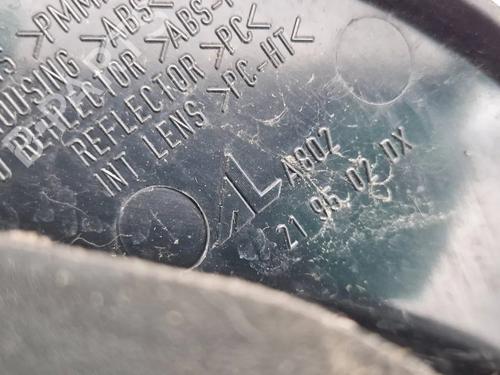 >PMM
HOUSING >ABS<
REFLECTOR >ABS-
REFLECTOR >PC<
INT LENS >PC-HT<
AL
A802
21 95 02 DX